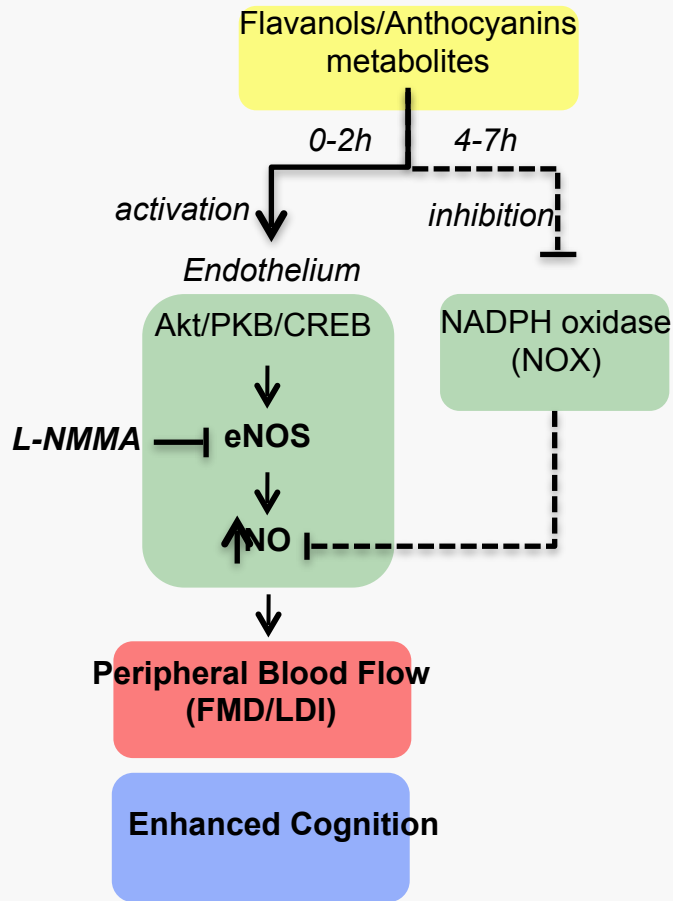 Flavanols/Anthocyanins
metabolites
0-2h
4-7h
activation
inhibition
Endothelium
Akt/PKB/CREB
NADPH oxidase
(NOX)
L-NMMA
eNOS
NO
Peripheral Blood Flow
(FMD/LDI)
Enhanced Cognition